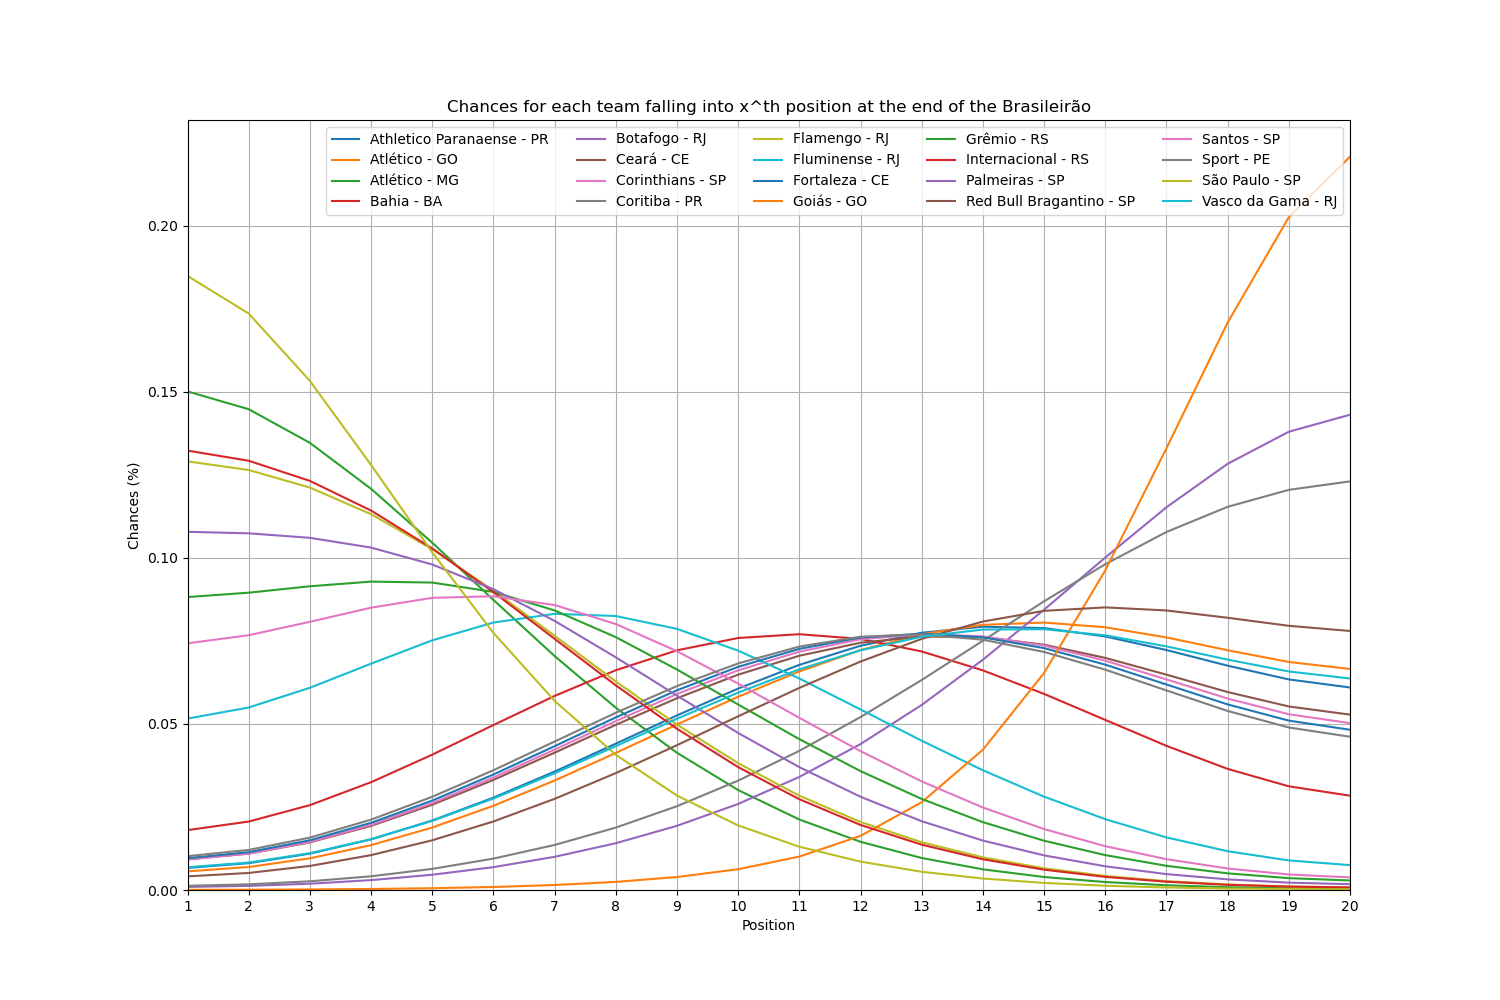 Chances for each team falling into x^th position at the end of the Brasileirão
Athletico Paranaense - PR
Atlético - GO
Atlético - MG
Bahia - BA
Botafogo - RJ
Ceará - CE
Corinthians - SP
Coritiba - PR
Flamengo - RJ
Fluminense - RJ
Fortaleza - CE
Goiás - GO
Grêmio - RS
Internacional - RS
Palmeiras - SP
Red Bull Bragantino - SP
Santos - SP
Sport - PE
São Paulo - SP
Vasco da Gama - RJ
Chances (%)
0.20
0.15
0.10
0.05
0.00
1 2 3 4 5 6 7 8 9 10 11 12 13 14 15 16 17 18 19 20
Position